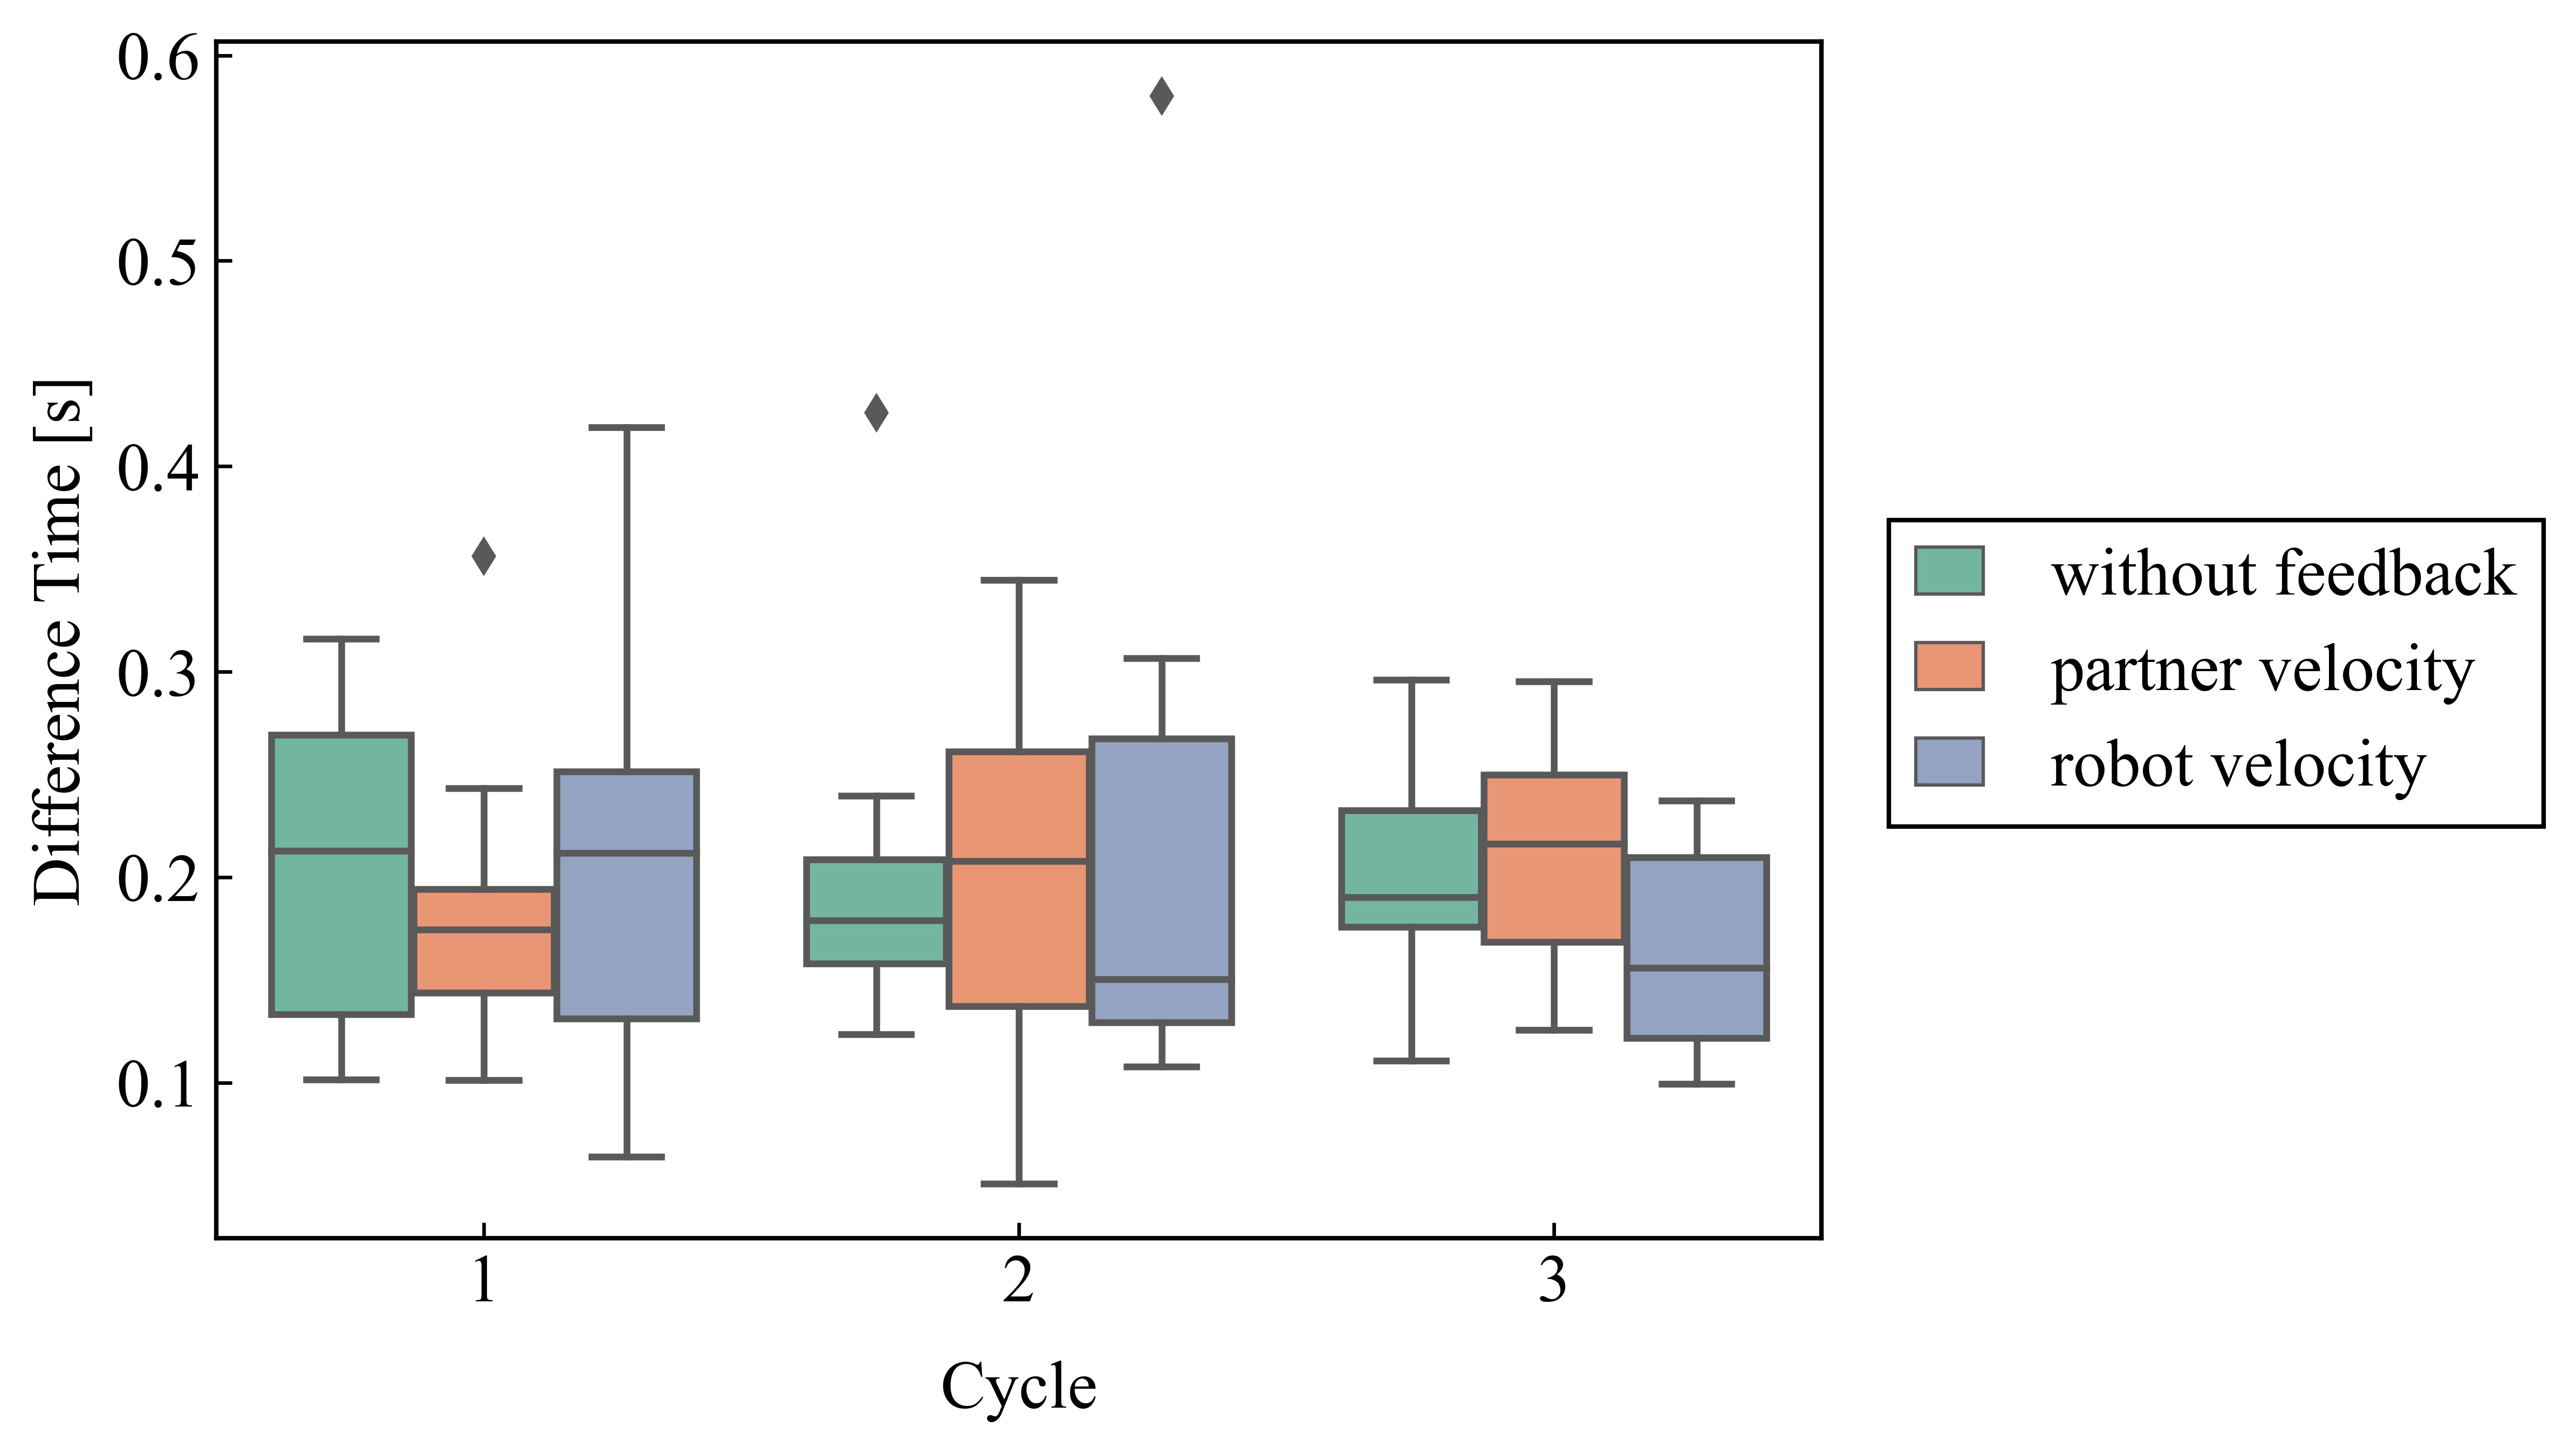 0.6
0.5
0.4
0.3
0.2
0.1
Difference Time [s]
1
2
3
Cycle
without feedback
partner velocity
robot velocity